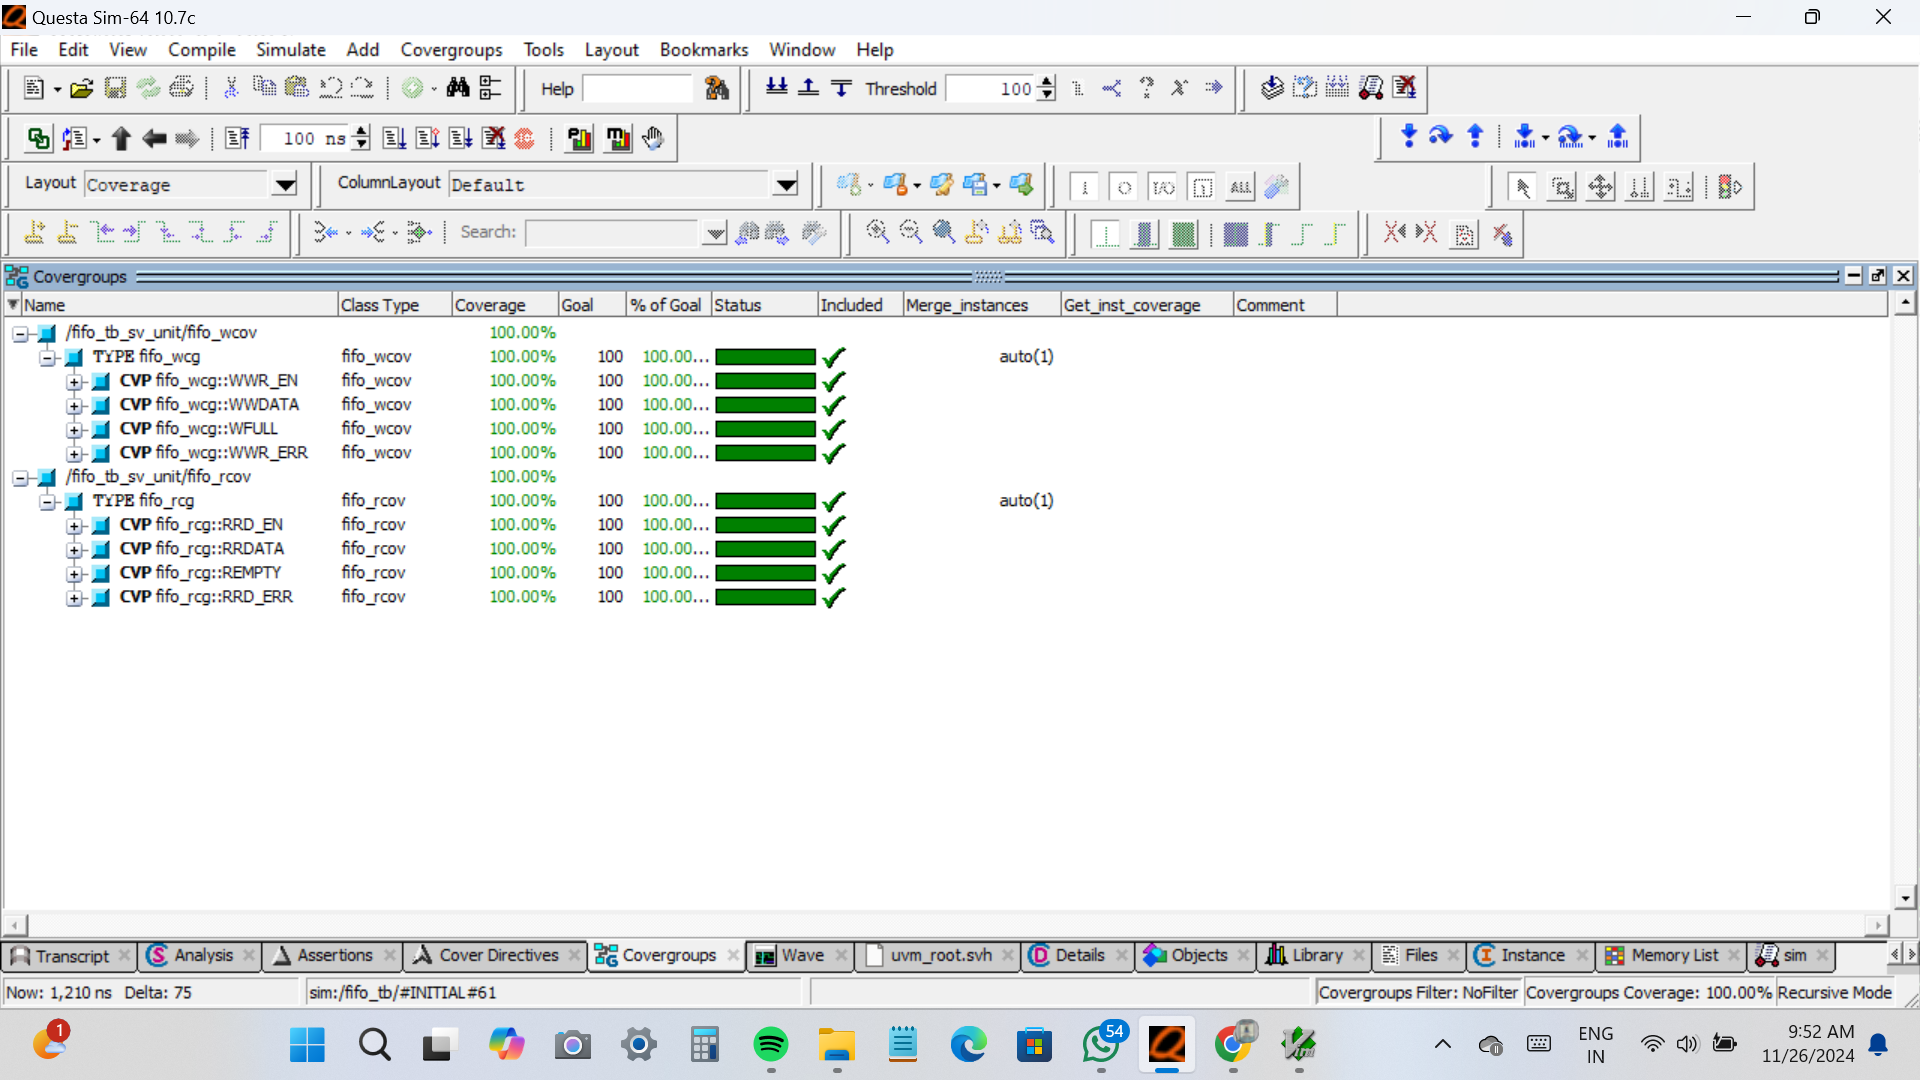 Questa Sim-64 10.7c
File Edit View Compile Simulate Add Covergroups Tools Layout Bookmarks Window Help
Help Threshold 100
100 ns
Layout Coverage ColumnLayout Default ALL
Search:
Covergroups
Name Class Type Coverage Goal % of Goal Status Included Merge_instances Get_inst_coverage Comment
/fifo_tb_sv_unit/fifo_wcov 100.00%
TYPE fifo_wcg fifo_wcov 100.00% 100 100.00... auto(1)
CVP fifo_wcg::WWR_EN fifo_wcov 100.00% 100 100.00...
CVP fifo_wcg::WWDATA fifo_wcov 100.00% 100 100.00...
CVP fifo_wcg::WFULL fifo_wcov 100.00% 100 100.00...
CVP fifo_wcg::WWR_ERR fifo_wcov 100.00% 100 100.00...
/fifo_tb_sv_unit/fifo_rcov 100.00%
TYPE fifo_rcg fifo_rcov 100.00% 100 100.00... auto(1)
CVP fifo_rcg::RRD_EN fifo_rcov 100.00% 100 100.00...
CVP fifo_rcg::RRDATA fifo_rcov 100.00% 100 100.00...
CVP fifo_rcg::REMPTY fifo_rcov 100.00% 100 100.00...
CVP fifo_rcg::RRD_ERR fifo_rcov 100.00% 100 100.00...
Transcript Analysis Assertions Cover Directives Covergroups Wave uvm_root.svh Details Objects Library Files Instance Memory List sim
Now: 1,210 ns Delta: 75 sim:/fifo_tb/#INITIAL#61 Covergroups Filter: NoFilter Covergroups Coverage: 100.00% Recursive Mode
1 54 ENG 9:52 AM
IN 11/26/2024